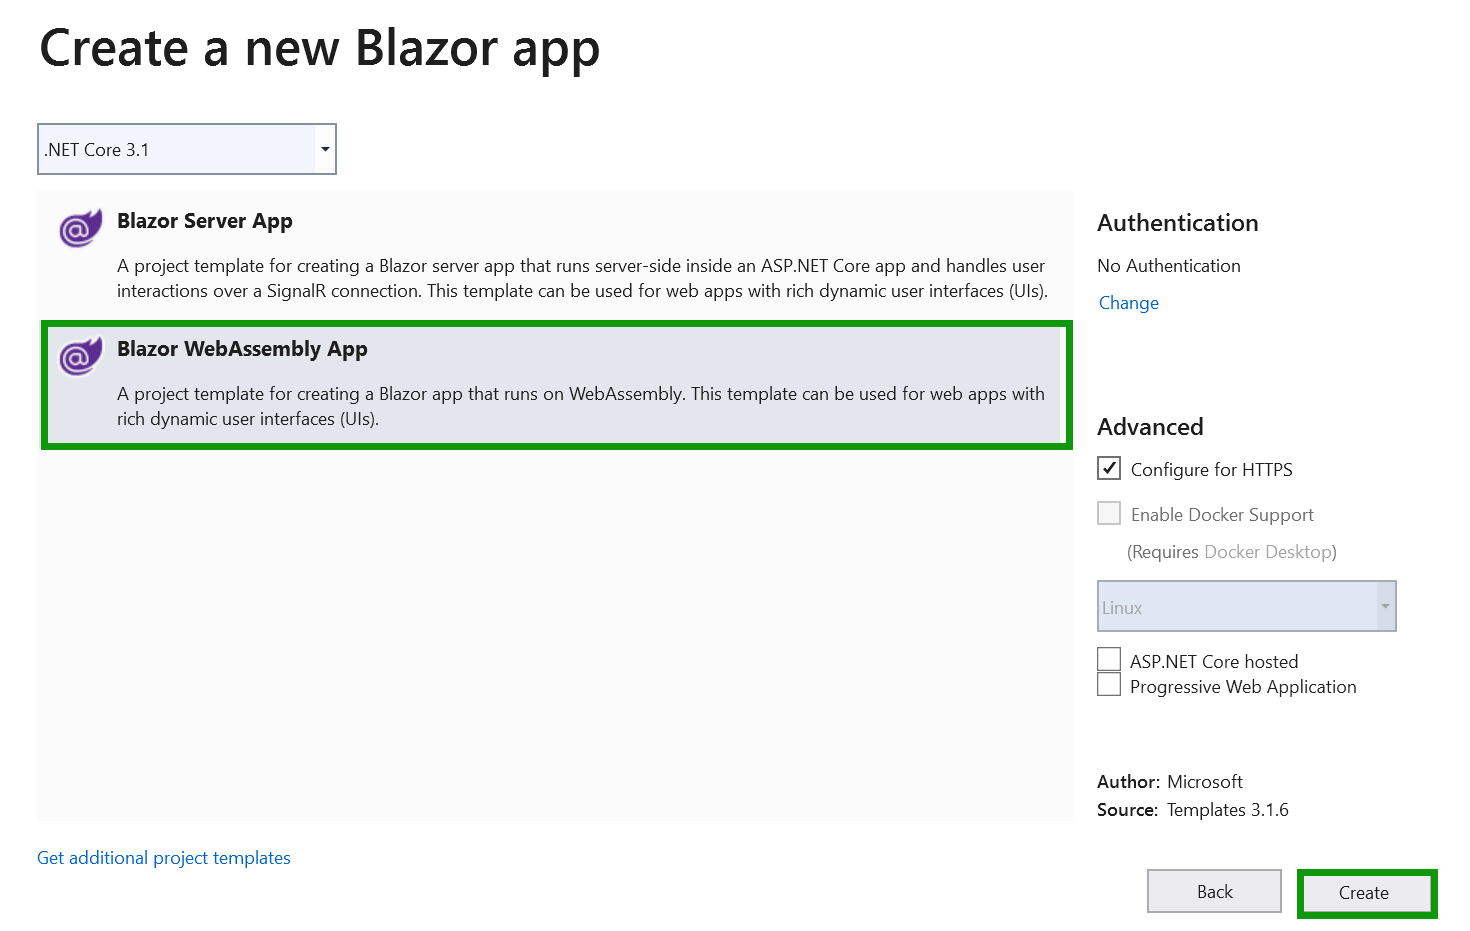 Create a new Blazor app
.NET Core 3.1
Blazor Server App
A project template for creating a Blazor server app that runs server-side inside an ASP.NET Core app and handles user
interactions over a SignalR connection. This template can be used for web apps with rich dynamic user interfaces (UIs).
Blazor WebAssembly App
A project template for creating a Blazor app that runs on WebAssembly. This template can be used for web apps with
rich dynamic user interfaces (UIs).
Get additional project templates
Authentication
No Authentication
Change
Advanced
Configure for HTTPS
Enable Docker Support
(Requires Docker Desktop)
Linux
ASP.NET Core hosted
Progressive Web Application
Author: Microsoft
Source: Templates 3.1.6
Back
Create